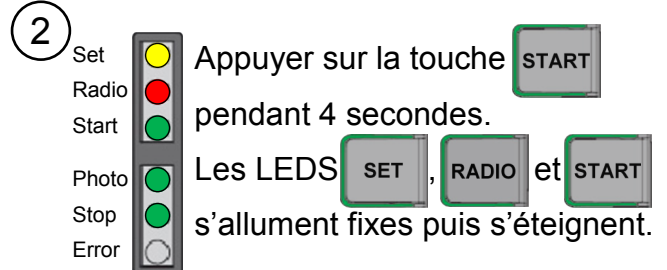 2
Set
Radio
Start
Photo
Stop
Error
Appuyer sur la touche START
pendant 4 secondes.
Les LEDS SET , RADIO et START
s’allument fixes puis s’éteignent.